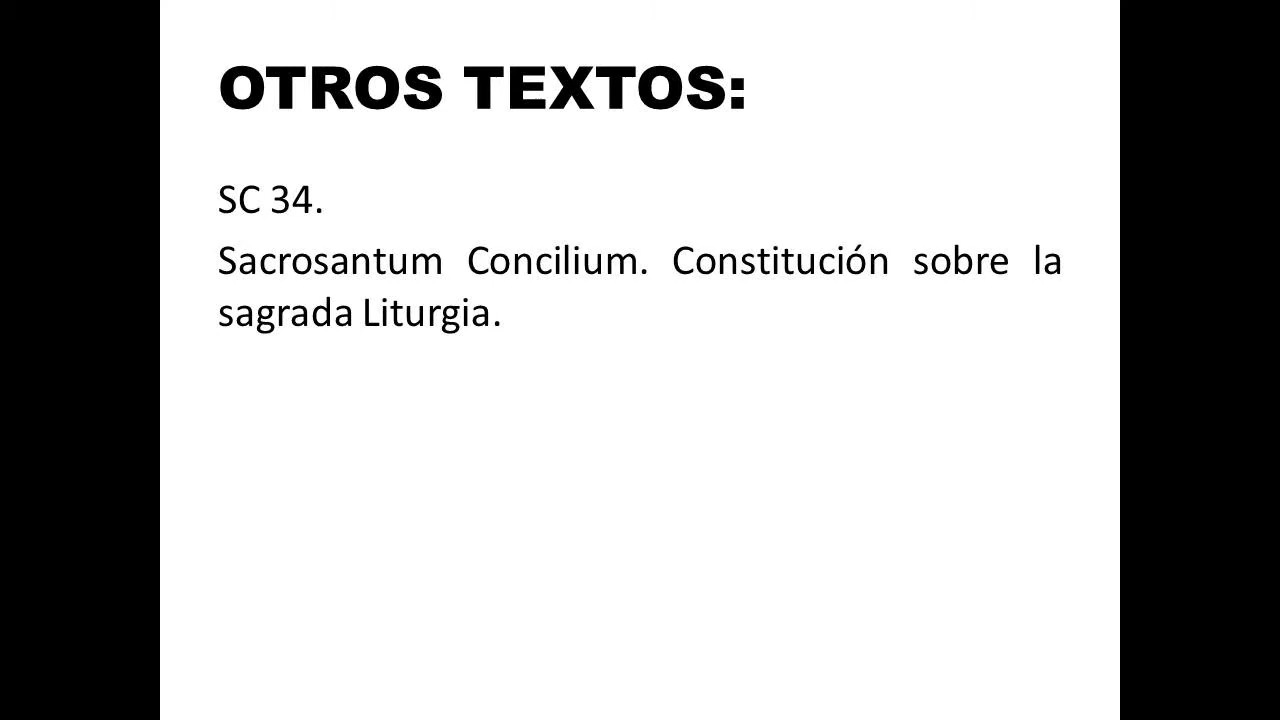 OTROS TEXTOS:
SC 34.
Sacrosantum Concilium. Constitución sobre la
sagrada Liturgia.